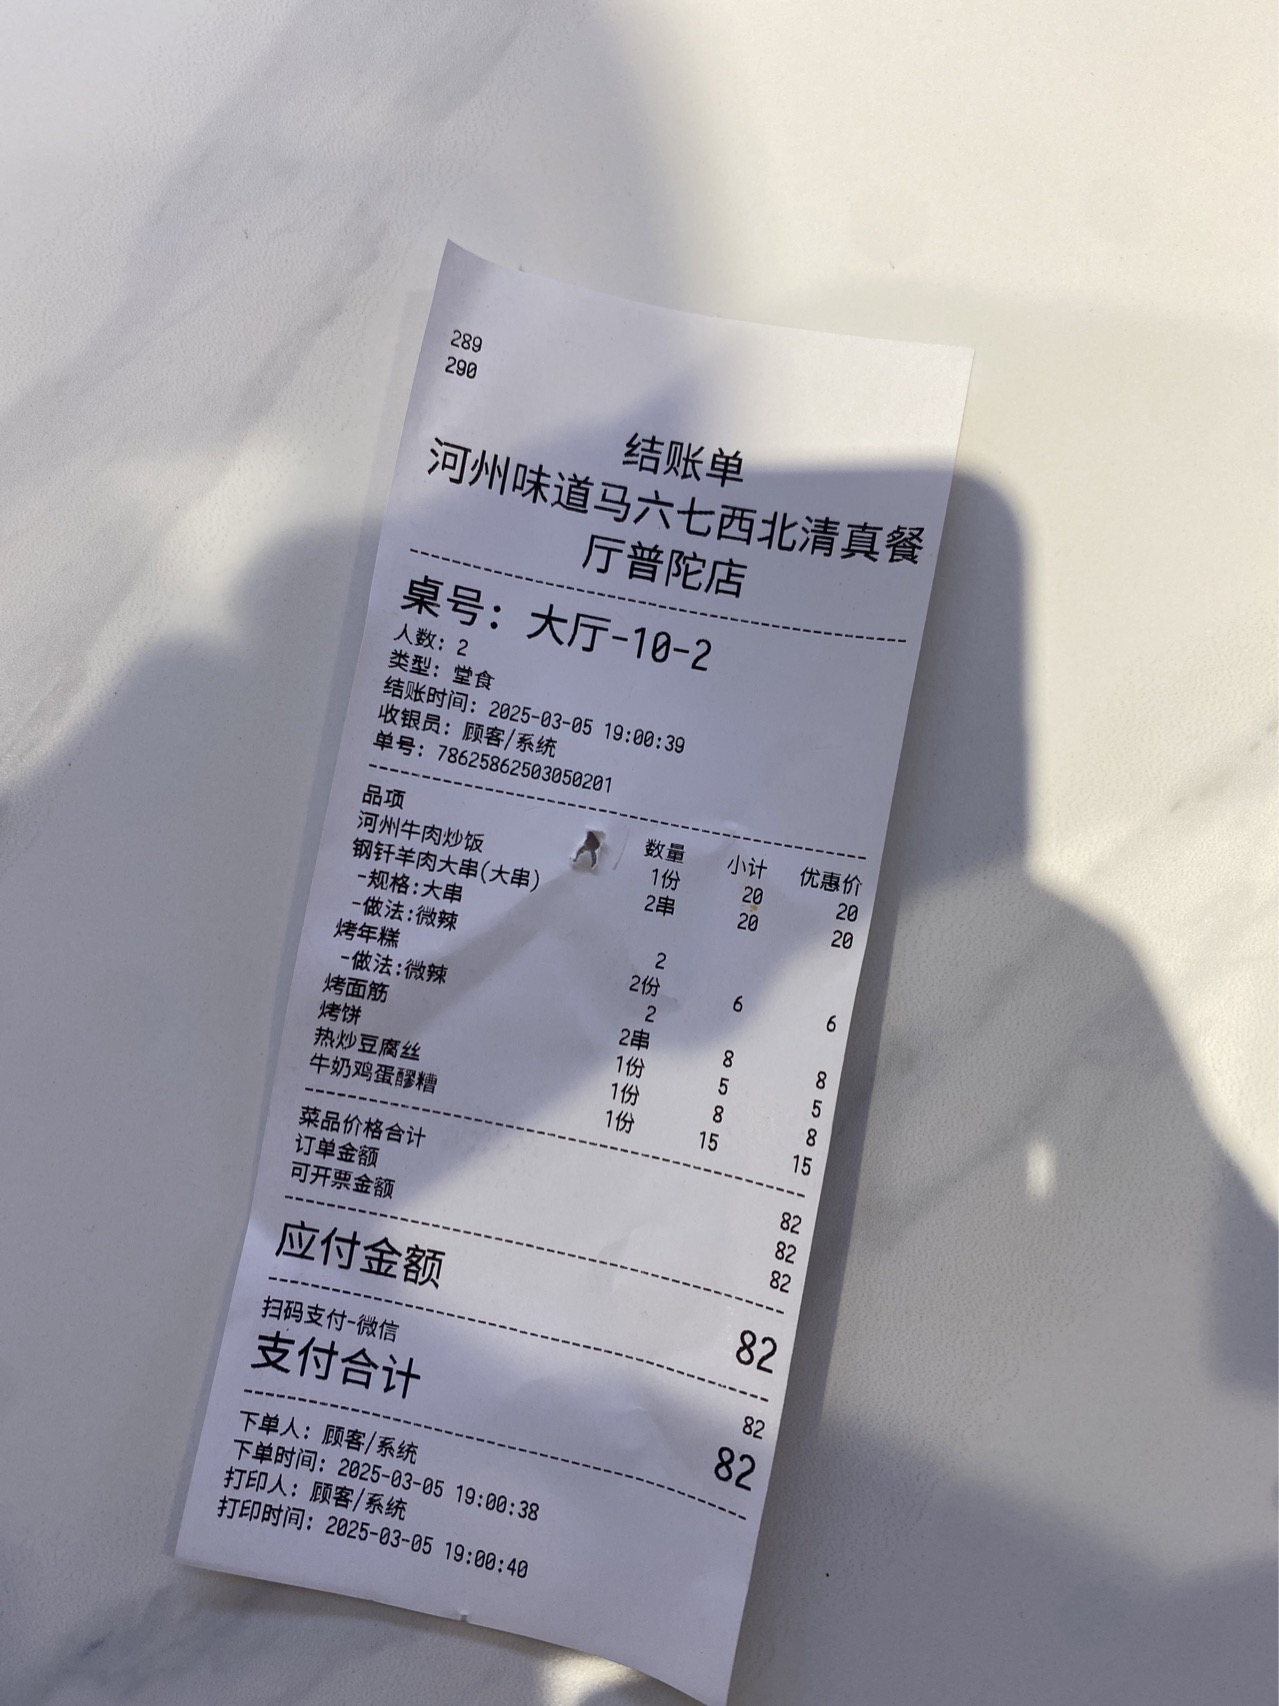 289
290
结账单
河州味道马六七西北清真餐
厅普陀店
桌号：大厅-10-2
人数：2
类型：堂食
结账时间：2025-03-05 19:00:39
收银员：顾客/系统
单号：78625862503050201
品项 数量 小计 优惠价
河州牛肉炒饭 1份 20 20
钢钎羊肉大串(大串) 2串 20 20
-规格:大串
-做法:微辣 2
烤年糕 2份 6 6
-做法:微辣 2
烤面筋 2串 8 8
烤饼 1份 5 5
热炒豆腐丝 1份 8 8
牛奶鸡蛋醪糟 1份 15 15
菜品价格合计 82
订单金额 82
可开票金额 82
应付金额 82
扫码支付-微信 82
支付合计 82
下单人：顾客/系统
下单时间：2025-03-05 19:00:38
打印人：顾客/系统
打印时间：2025-03-05 19:00:40